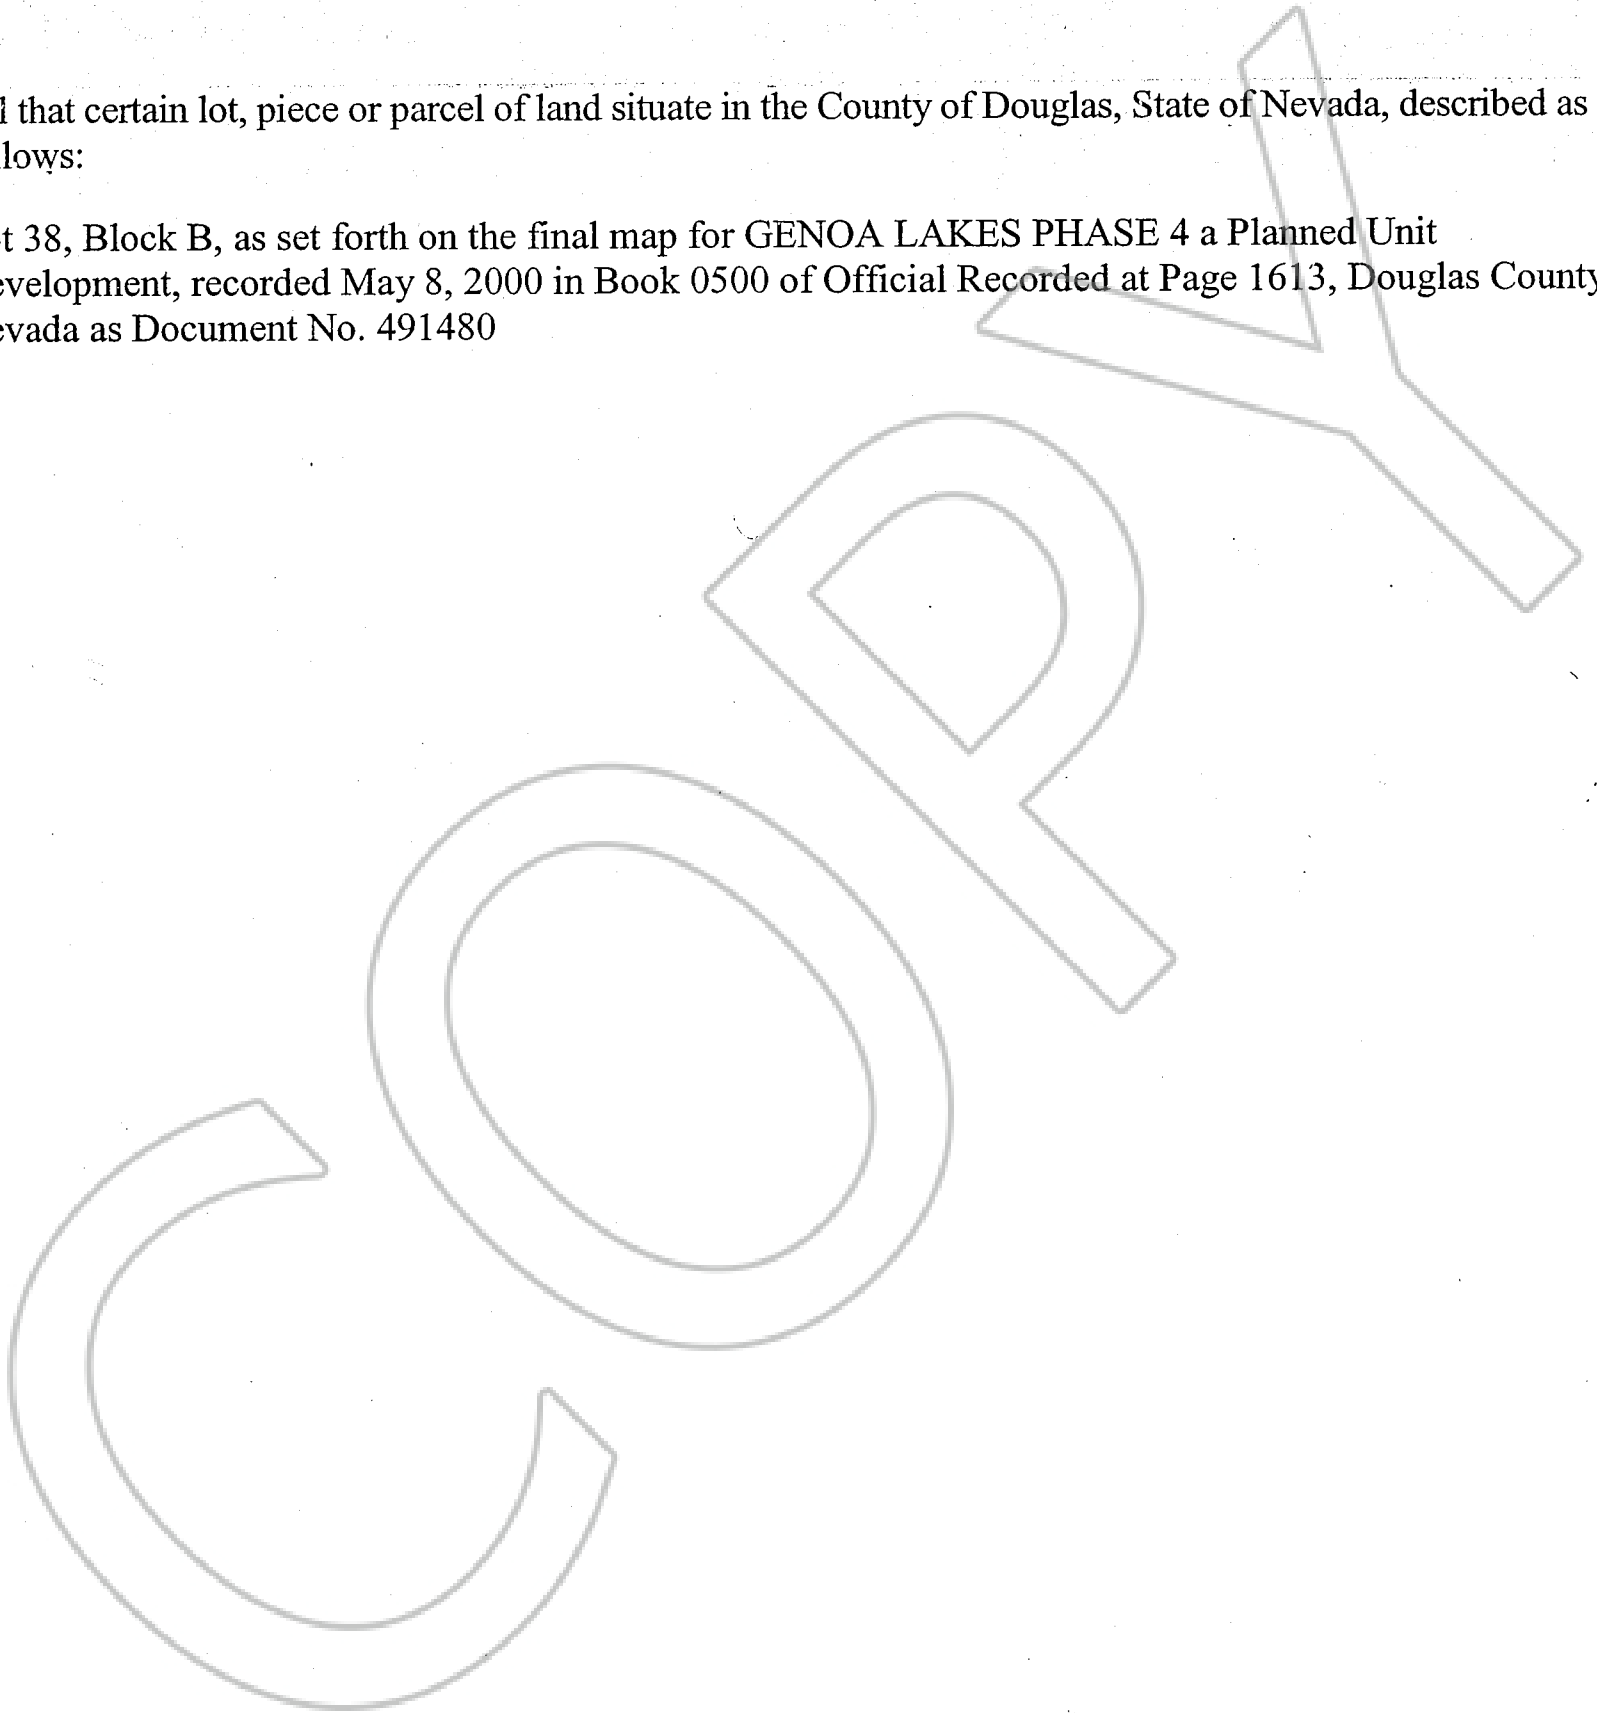 l that certain lot, piece or parcel of land situate in the County of Douglas, State of Nevada, described as
llows:
t 38, Block B, as set forth on the final map for GENOA LAKES PHASE 4 a Planned Unit
evelopment, recorded May 8, 2000 in Book 0500 of Official Recorded at Page 1613, Douglas County
evada as Document No. 491480
COPY